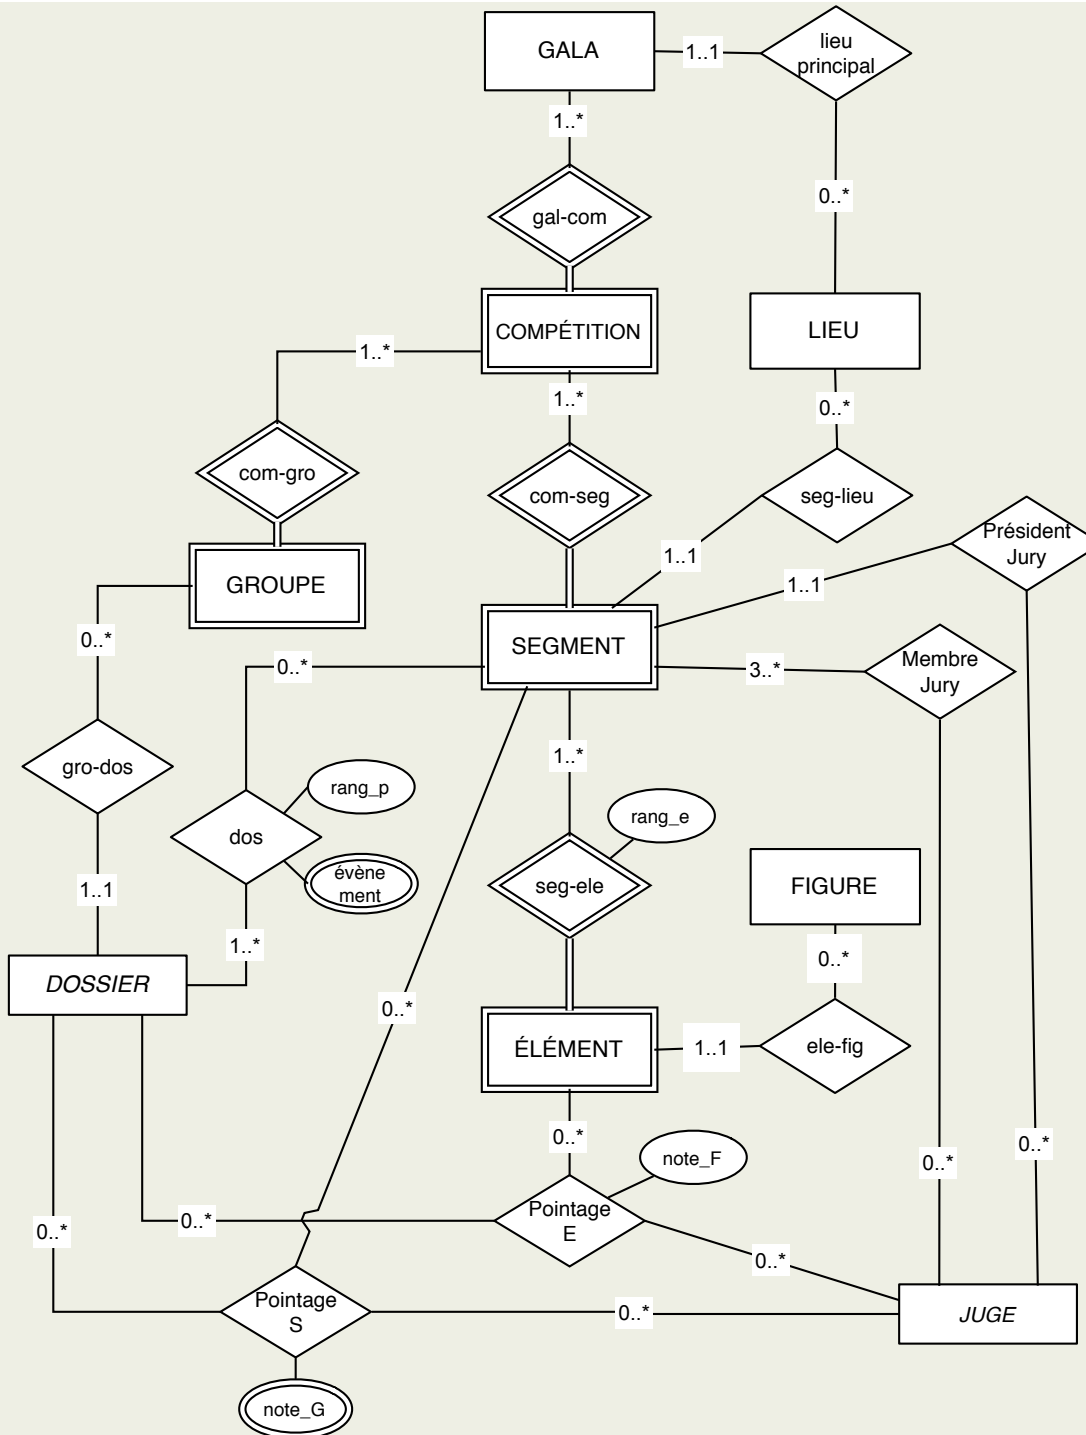 GALA
1..1
lieu
principal
1..*
gal-com
0..*
COMPÉTITION
LIEU
1..*
1..*
0..*
com-gro
com-seg
seg-lieu
Président
Jury
1..1
1..1
GROUPE
0..*
SEGMENT
0..*
3..*
Membre
Jury
gro-dos
1..*
rang_p
rang_e
dos
évène
ment
seg-ele
FIGURE
1..1
1..*
0..*
DOSSIER
0..*
ÉLÉMENT
1..1
ele-fig
0..*
note_F
0..*
0..*
Pointage
E
0..*
0..*
0..*
Pointage
S
0..*
JUGE
note_G